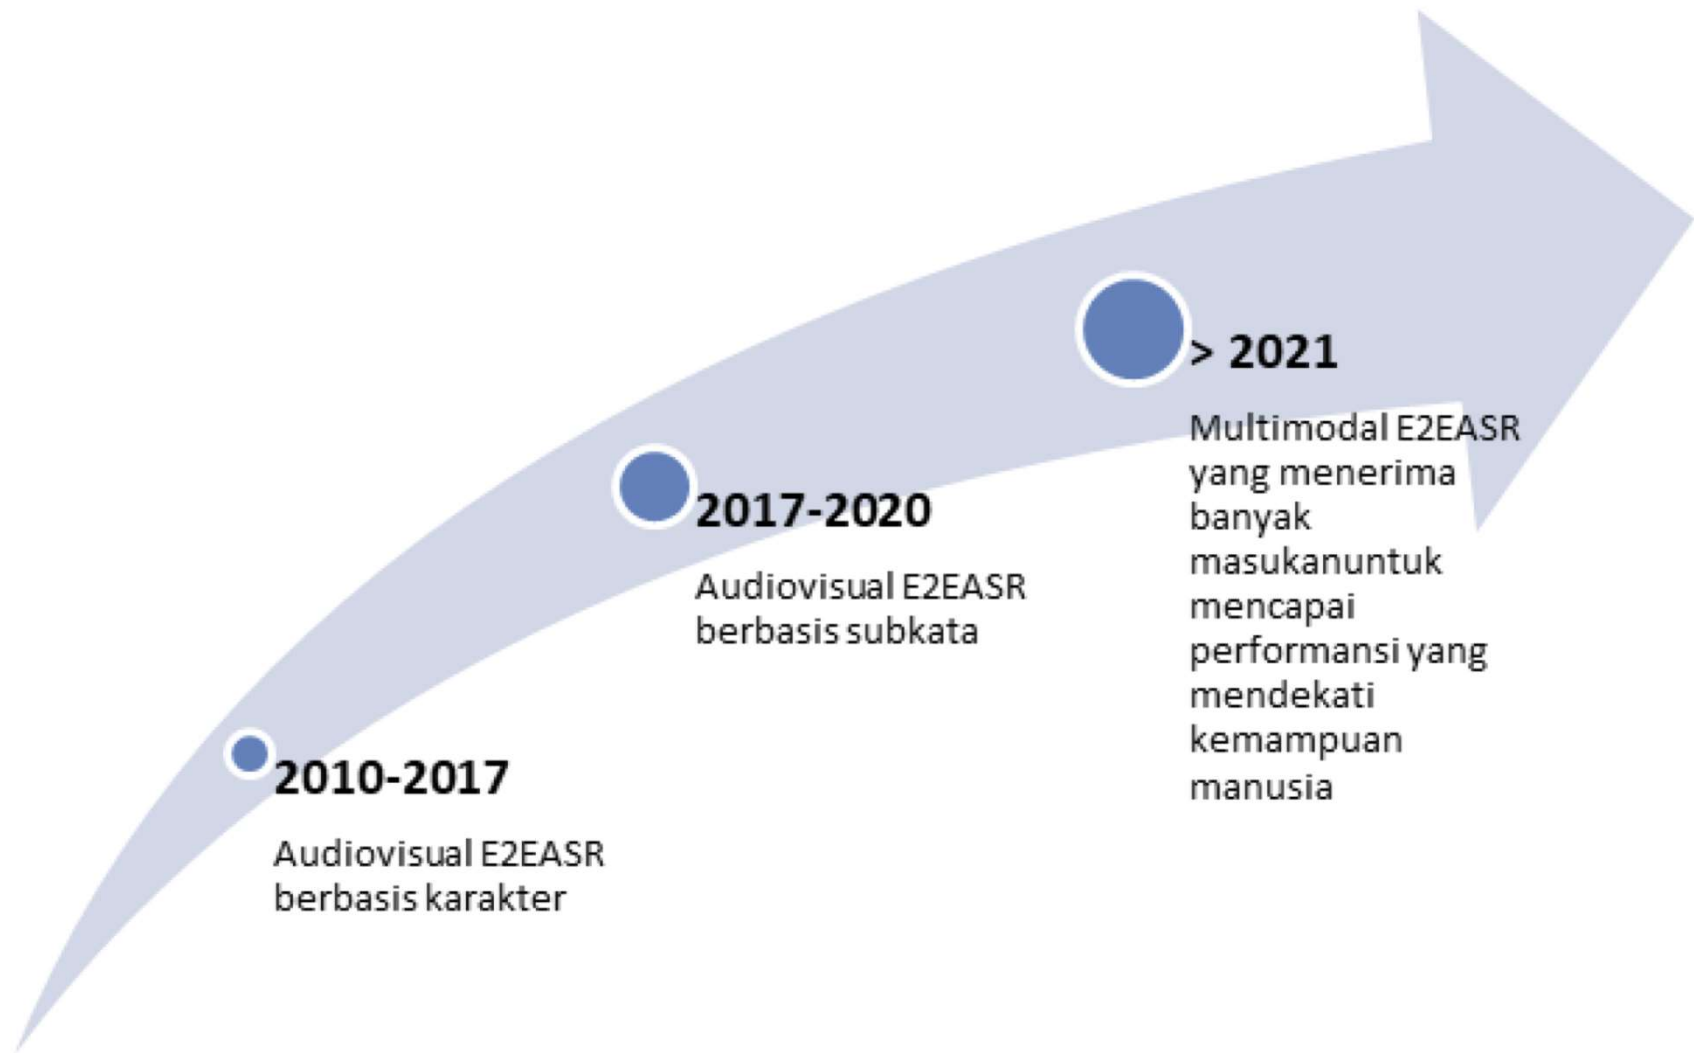 > 2021
Multimodal E2EASR
yang menerima
banyak
masukanuntuk
mencapai
performansi yang
mendekati
kemampuan
manusia
2017-2020
Audiovisual E2EASR
berbasis subkata
2010-2017
Audiovisual E2EASR
berbasis karakter